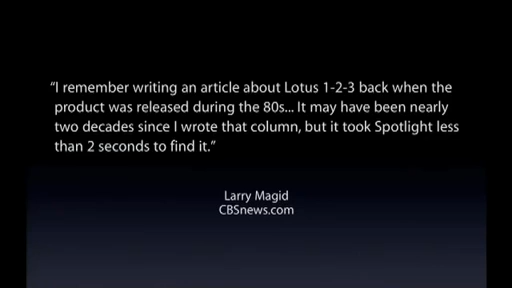 “I remember writing an article about Lotus 1-2-3 back when the
product was released during the 80s... It may have been nearly
two decades since I wrote that column, but it took Spotlight less
than 2 seconds to find it.”
Larry Magid
CBSnews.com